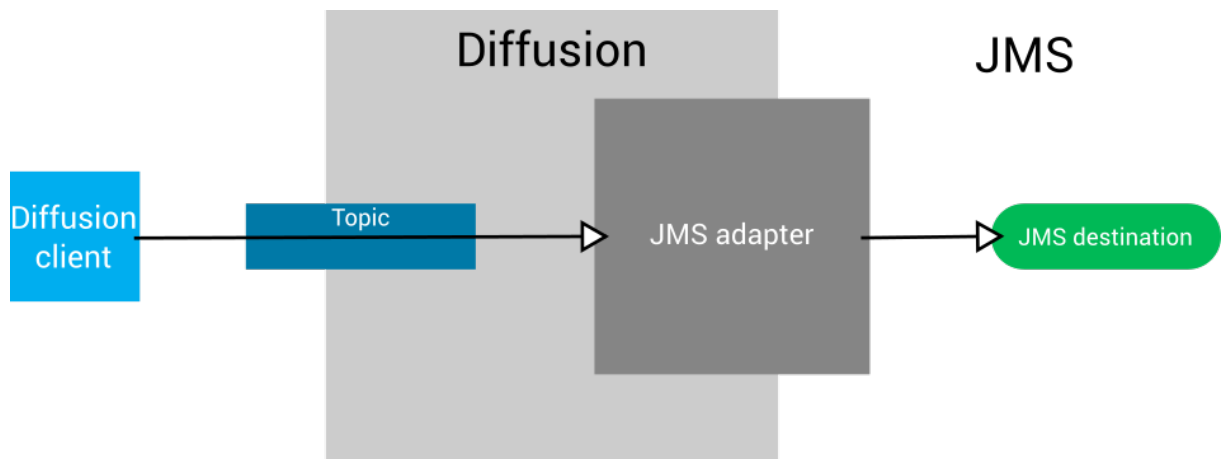 Diffusion
JMS
Diffusion
client
Topic
JMS adapter
JMS destination